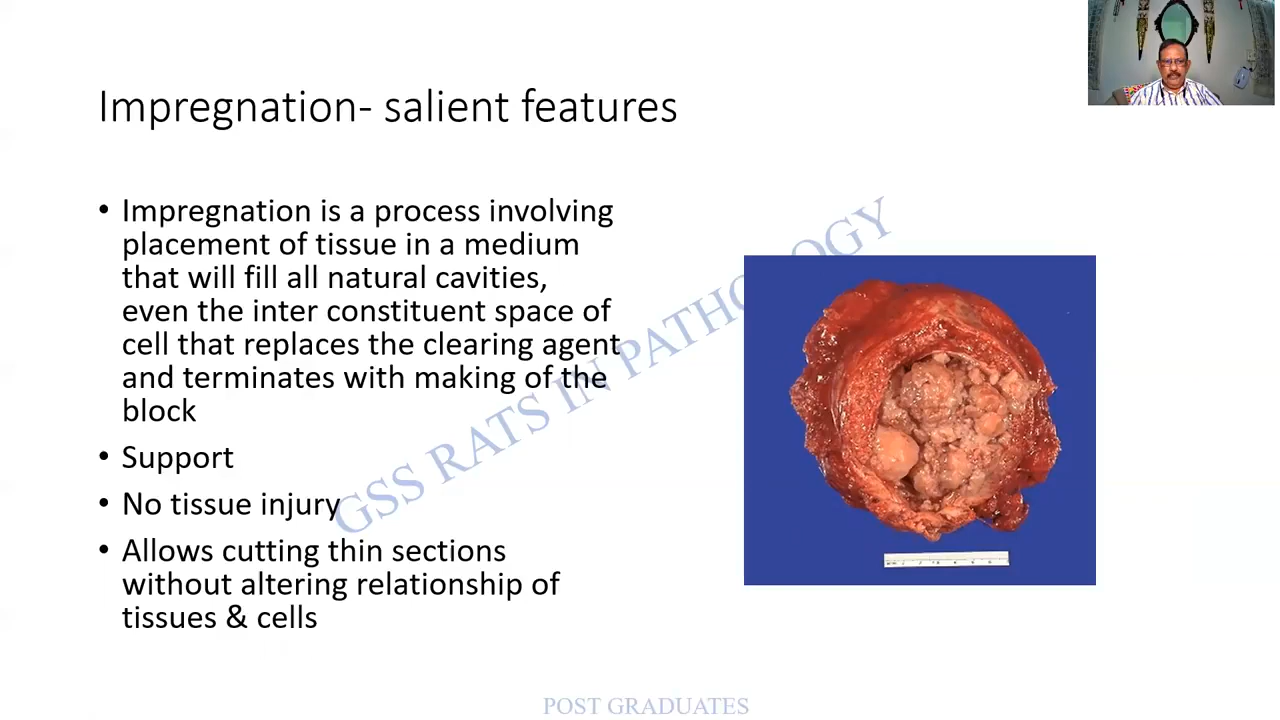 Impregnation- salient features
• Impregnation is a process involving
placement of tissue in a medium
that will fill all natural cavities,
even the inter constituent space of
cell that replaces the clearing agent
and terminates with making of the
block
• Support
• No tissue injury
• Allows cutting thin sections
without altering relationship of
tissues & cells
GSS RATS IN PATHOLOGY
POST GRADUATES